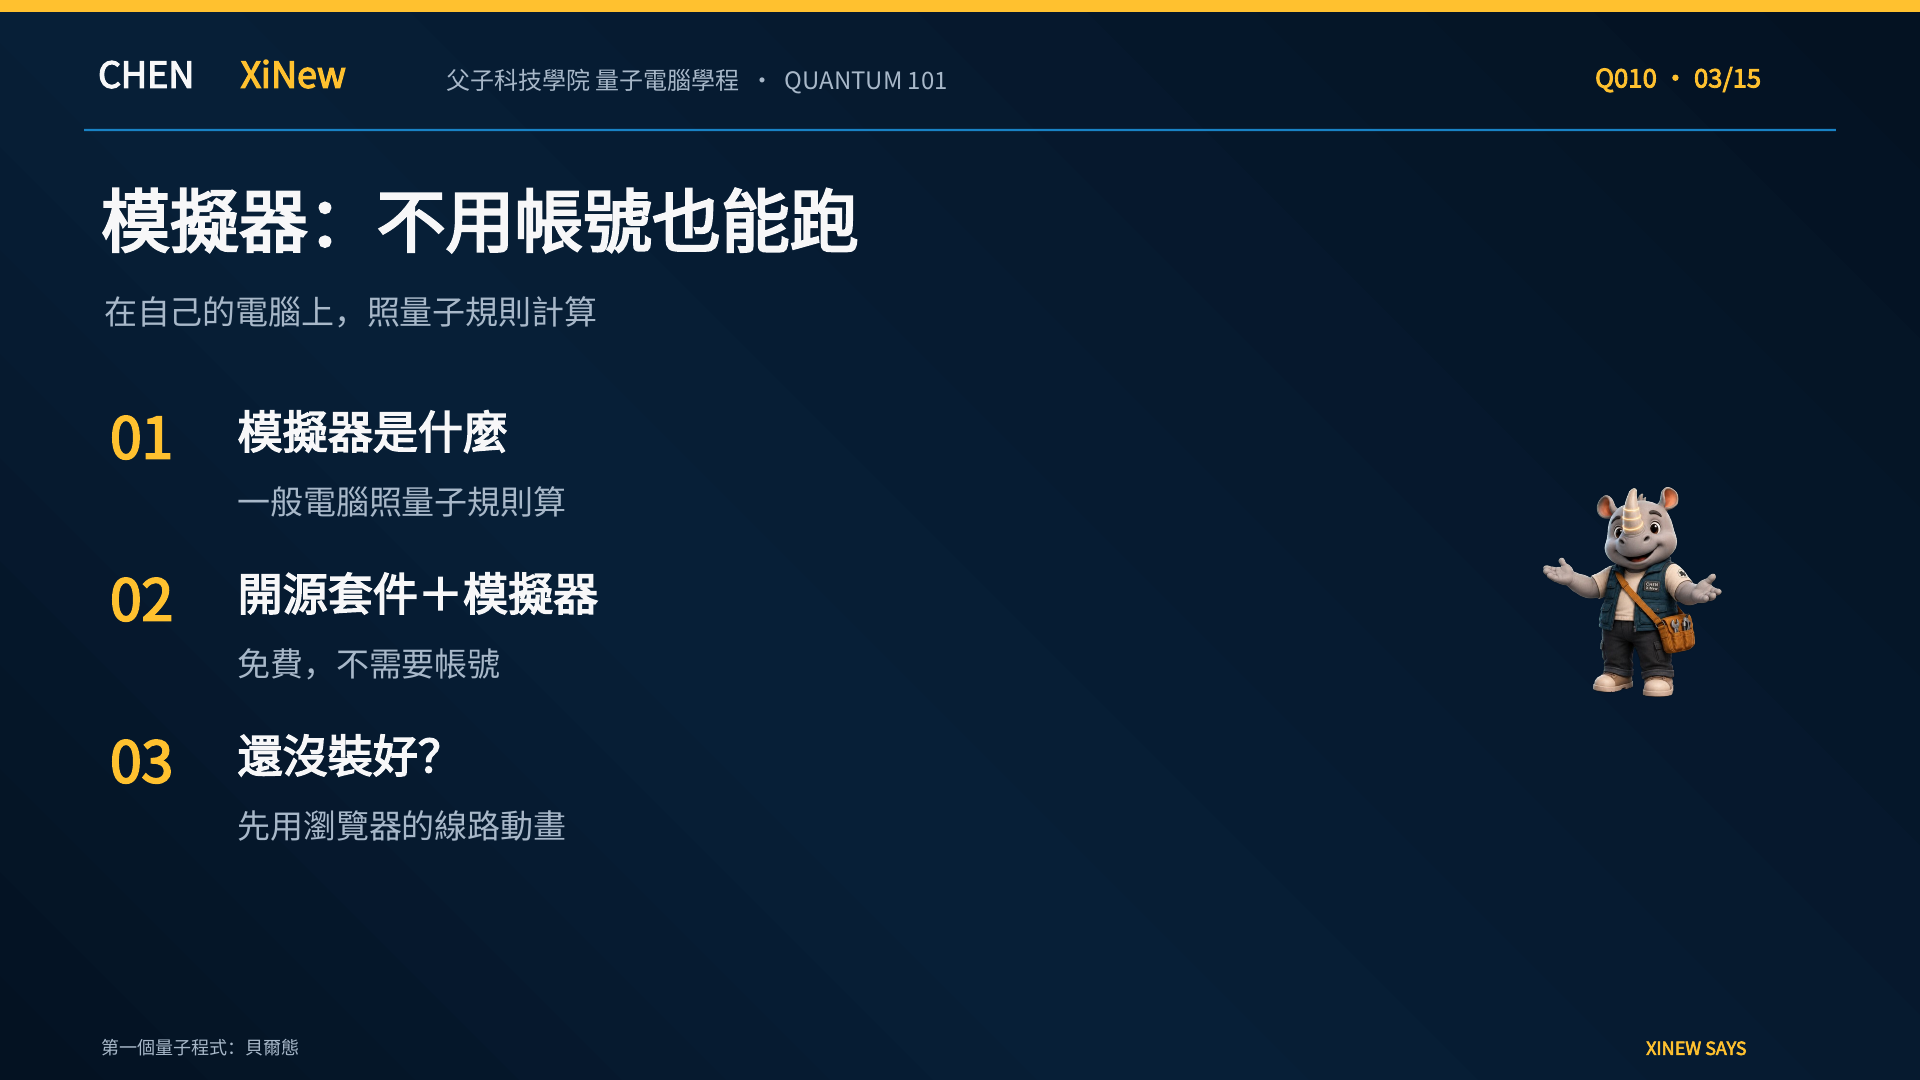 CHEN XiNew 父子科技學院 量子電腦學程 · QUANTUM 101 Q010 · 03/15
模擬器：不用帳號也能跑
在自己的電腦上，照量子規則計算
01 模擬器是什麼
一般電腦照量子規則算
02 開源套件＋模擬器
免費，不需要帳號
03 還沒裝好？
先用瀏覽器的線路動畫
第一個量子程式：貝爾態 XINEW SAYS